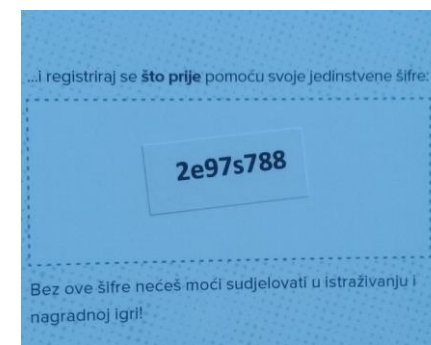 ...i registriraj se što prije pomoću svoje jedinstvene šifre:
2e97s788
Bez ove šifre nećeš moći sudjelovati u istraživanju i
nagradnoj igri!